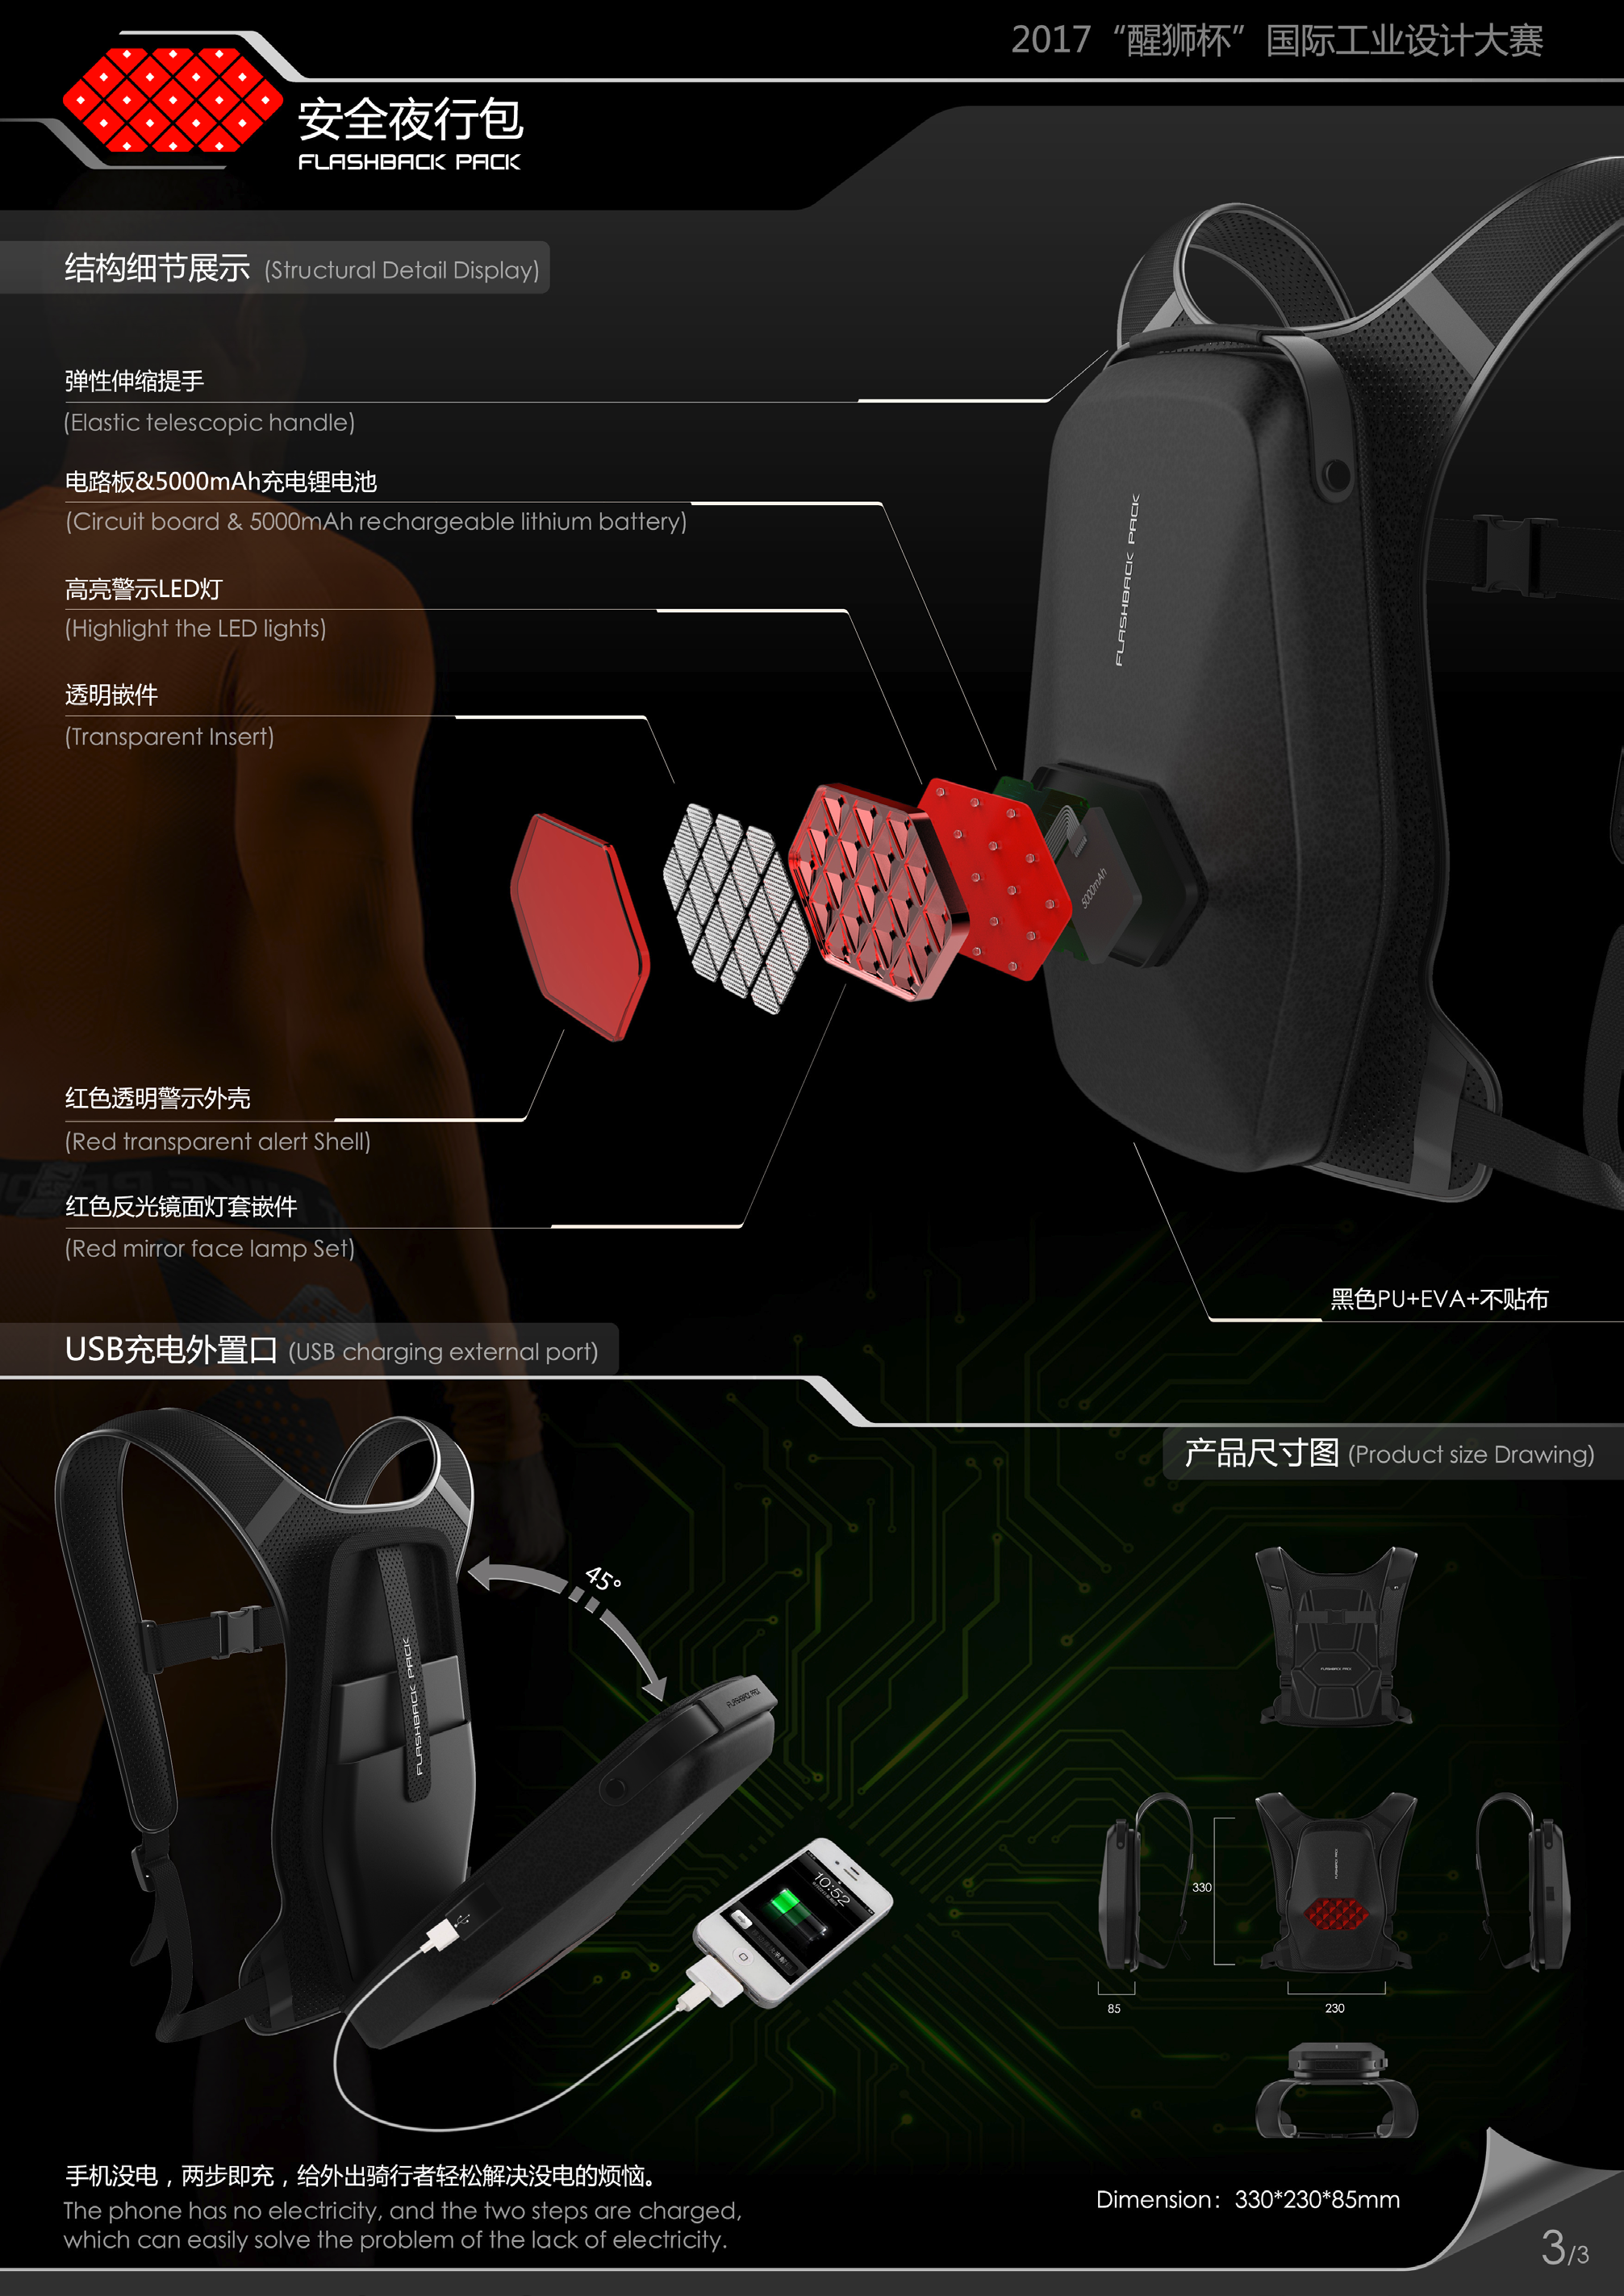 2017 “醒狮杯” 国际工业设计大赛
安全夜行包
FLASHBACK PACK
结构细节展示 (Structural Detail Display)
弹性伸缩提手
(Elastic telescopic handle)
电路板&5000mAh充电锂电池
(Circuit board & 5000mAh rechargeable lithium battery)
高亮警示LED灯
(Highlight the LED lights)
透明嵌件
(Transparent Insert)
FLASHBACK PACK
5000mAh
红色透明警示外壳
(Red transparent alert Shell)
红色反光镜面灯套嵌件
(Red mirror face lamp Set)
黑色PU+EVA+不贴布
USB充电外置口 (USB charging external port)
产品尺寸图 (Product size Drawing)
45°
FLASHBACK PACK
FLASHBACK PACK
10:52
FLASHBACK PACK
FLASHBACK PACK
330
85
230
手机没电，两步即充，给外出骑行者轻松解决没电的烦恼。
The phone has no electricity, and the two steps are charged,
which can easily solve the problem of the lack of electricity.
Dimension：330*230*85mm
3/3